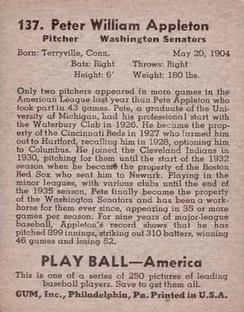 137. Peter William Appleton
Pitcher Washington Senators
Born: Terryville, Conn. May 20, 1904
Bats: Right Throws: Right
Height: 6' Weight: 180 lbs.
Only two pitchers appeared in more games in the
American League last year than Pete Appleton who
took part in 43 games. Pete, a graduate of the
University of Michigan, had his professional start with
the Waterbury Club in 1926. He became the prop-
erty of the Cincinnati Reds in 1927 who farmed him
out to Hartford, recalling him in 1928, optioning him
to Columbus. He joined the Cleveland Indians in
1930, pitching for them until the start of the 1932
season when he became the property of the Boston
Red Sox who sent him to Newark. Playing in the
minor leagues, with various clubs until the end of
the 1935 season, Pete finally became the property of
the Washington Senators and has been a work-
horse for them ever since, appearing in 35 or more
games per season. For nine years of major-league
baseball, Appleton's record shows that he has
pitched 899 innings, striking out 310 batters, winning
46 games and losing 52.
PLAY BALL—America
This is one of a series of 250 pictures of leading
baseball players. Save to get them all.
GUM, Inc., Philadelphia, Pa. Printed in U.S.A.